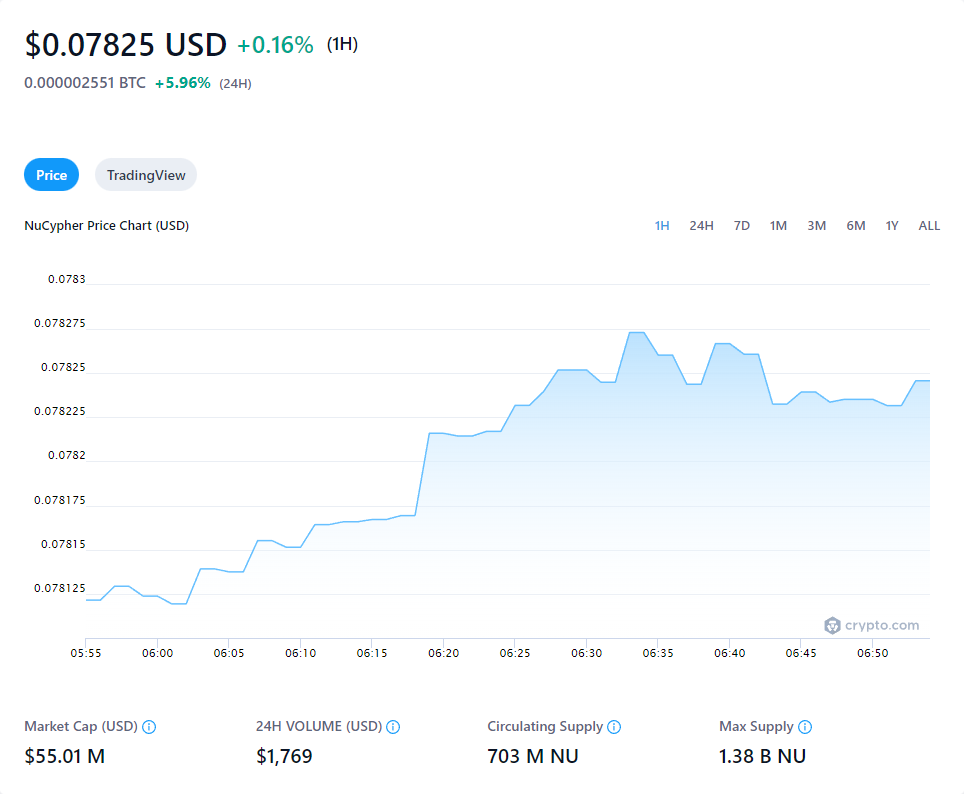 $0.07825 USD +0.16% (1H)
0.000002551 BTC +5.96% (24H)
Price TradingView
NuCypher Price Chart (USD) 1H 24H 7D 1M 3M 6M 1Y ALL
0.0783
0.078275
0.07825
0.078225
0.0782
0.078175
0.07815
0.078125
crypto.com
05:55 06:00 06:05 06:10 06:15 06:20 06:25 06:30 06:35 06:40 06:45 06:50
Market Cap (USD) 24H VOLUME (USD) Circulating Supply Max Supply
$55.01 M $1,769 703 M NU 1.38 B NU